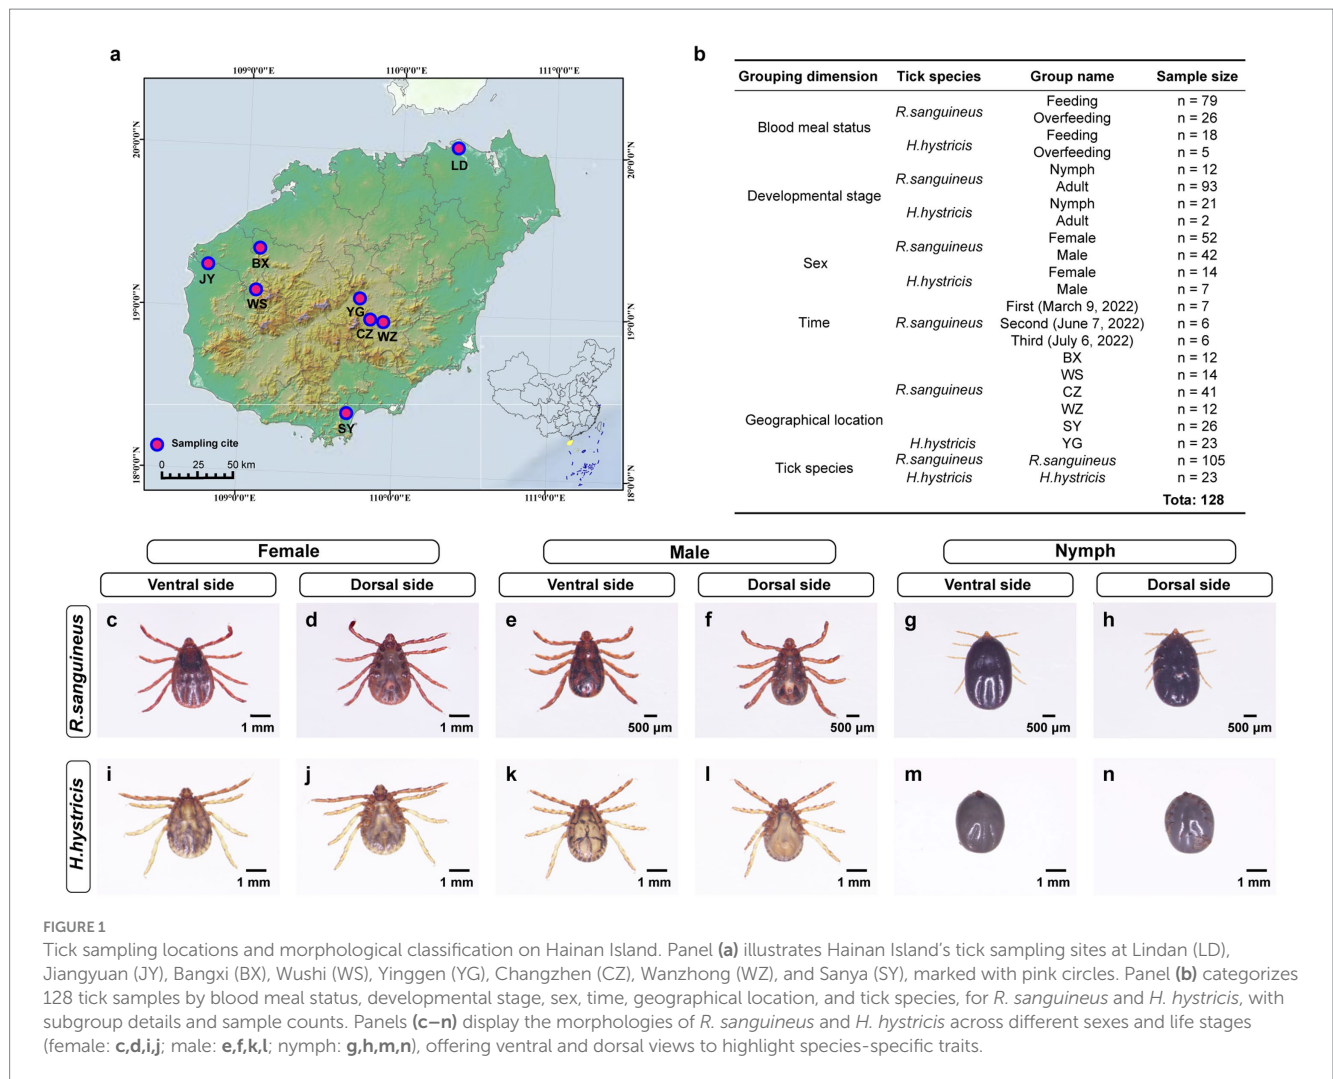 a
109°0'0"E 110°0'0"E 111°0'0"E
20°0'0"N
19°0'0"N
18°0'0"N
20°0'0"N
19°0'0"N
18°0'0"N
LD
BX
JY
WS
YG
CZ WZ
SY
Sampling cite
0 25 50 km
109°0'0"E 110°0'0"E 111°0'0"E
b
Grouping dimension Tick species Group name Sample size
Blood meal status R.sanguineus Feeding n = 79
Overfeeding n = 26
H.hystricis Feeding n = 18
Overfeeding n = 5
Developmental stage R.sanguineus Nymph n = 12
Adult n = 93
H.hystricis Nymph n = 21
Adult n = 2
Sex R.sanguineus Female n = 52
Male n = 42
H.hystricis Female n = 14
Male n = 7
Time R.sanguineus First (March 9, 2022) n = 7
Second (June 7, 2022) n = 6
Third (July 6, 2022) n = 6
Geographical location R.sanguineus BX n = 12
WS n = 14
CZ n = 41
WZ n = 12
SY n = 26
H.hystricis YG n = 23
Tick species R.sanguineus R.sanguineus n = 105
H.hystricis H.hystricis n = 23
Tota: 128
Female Male Nymph
Ventral side Dorsal side Ventral side Dorsal side Ventral side Dorsal side
R.sanguineus
c d e f g h
1 mm 1 mm 500 µm 500 µm 500 µm 500 µm
H.hystricis
i j k l m n
1 mm 1 mm 1 mm 1 mm 1 mm 1 mm
FIGURE 1
Tick sampling locations and morphological classification on Hainan Island. Panel (a) illustrates Hainan Island's tick sampling sites at Lindan (LD),
Jiangyuan (JY), Bangxi (BX), Wushi (WS), Yinggen (YG), Changzhen (CZ), Wanzhong (WZ), and Sanya (SY), marked with pink circles. Panel (b) categorizes
128 tick samples by blood meal status, developmental stage, sex, time, geographical location, and tick species, for R. sanguineus and H. hystricis, with
subgroup details and sample counts. Panels (c–n) display the morphologies of R. sanguineus and H. hystricis across different sexes and life stages
(female: c,d,i,j; male: e,f,k,l; nymph: g,h,m,n), offering ventral and dorsal views to highlight species-specific traits.